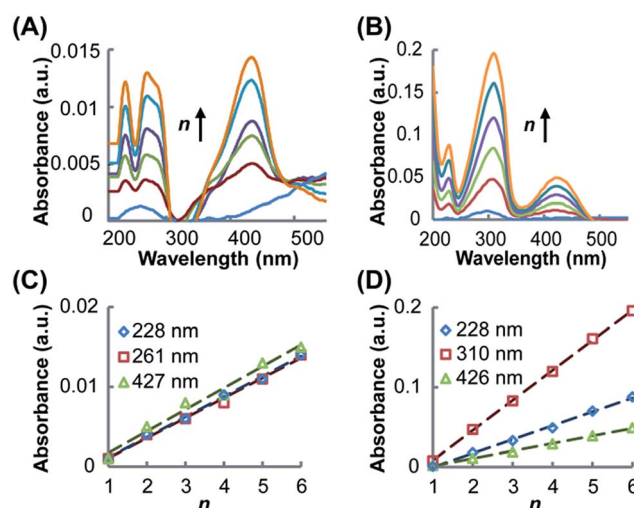 (A)
Absorbance (a.u.)
0.015
0.01
0.005
0
n
200 300 400 500
Wavelength (nm)
(B)
Absorbance (a.u.)
0.2
0.15
0.1
0.05
0
n
200 300 400 500
Wavelength (nm)
(C)
Absorbance (a.u.)
0.02
0.01
0
228 nm
261 nm
427 nm
1 2 3 4 5 6
n
(D)
Absorbance (a.u.)
0.2
0.1
0
228 nm
310 nm
426 nm
1 2 3 4 5 6
n